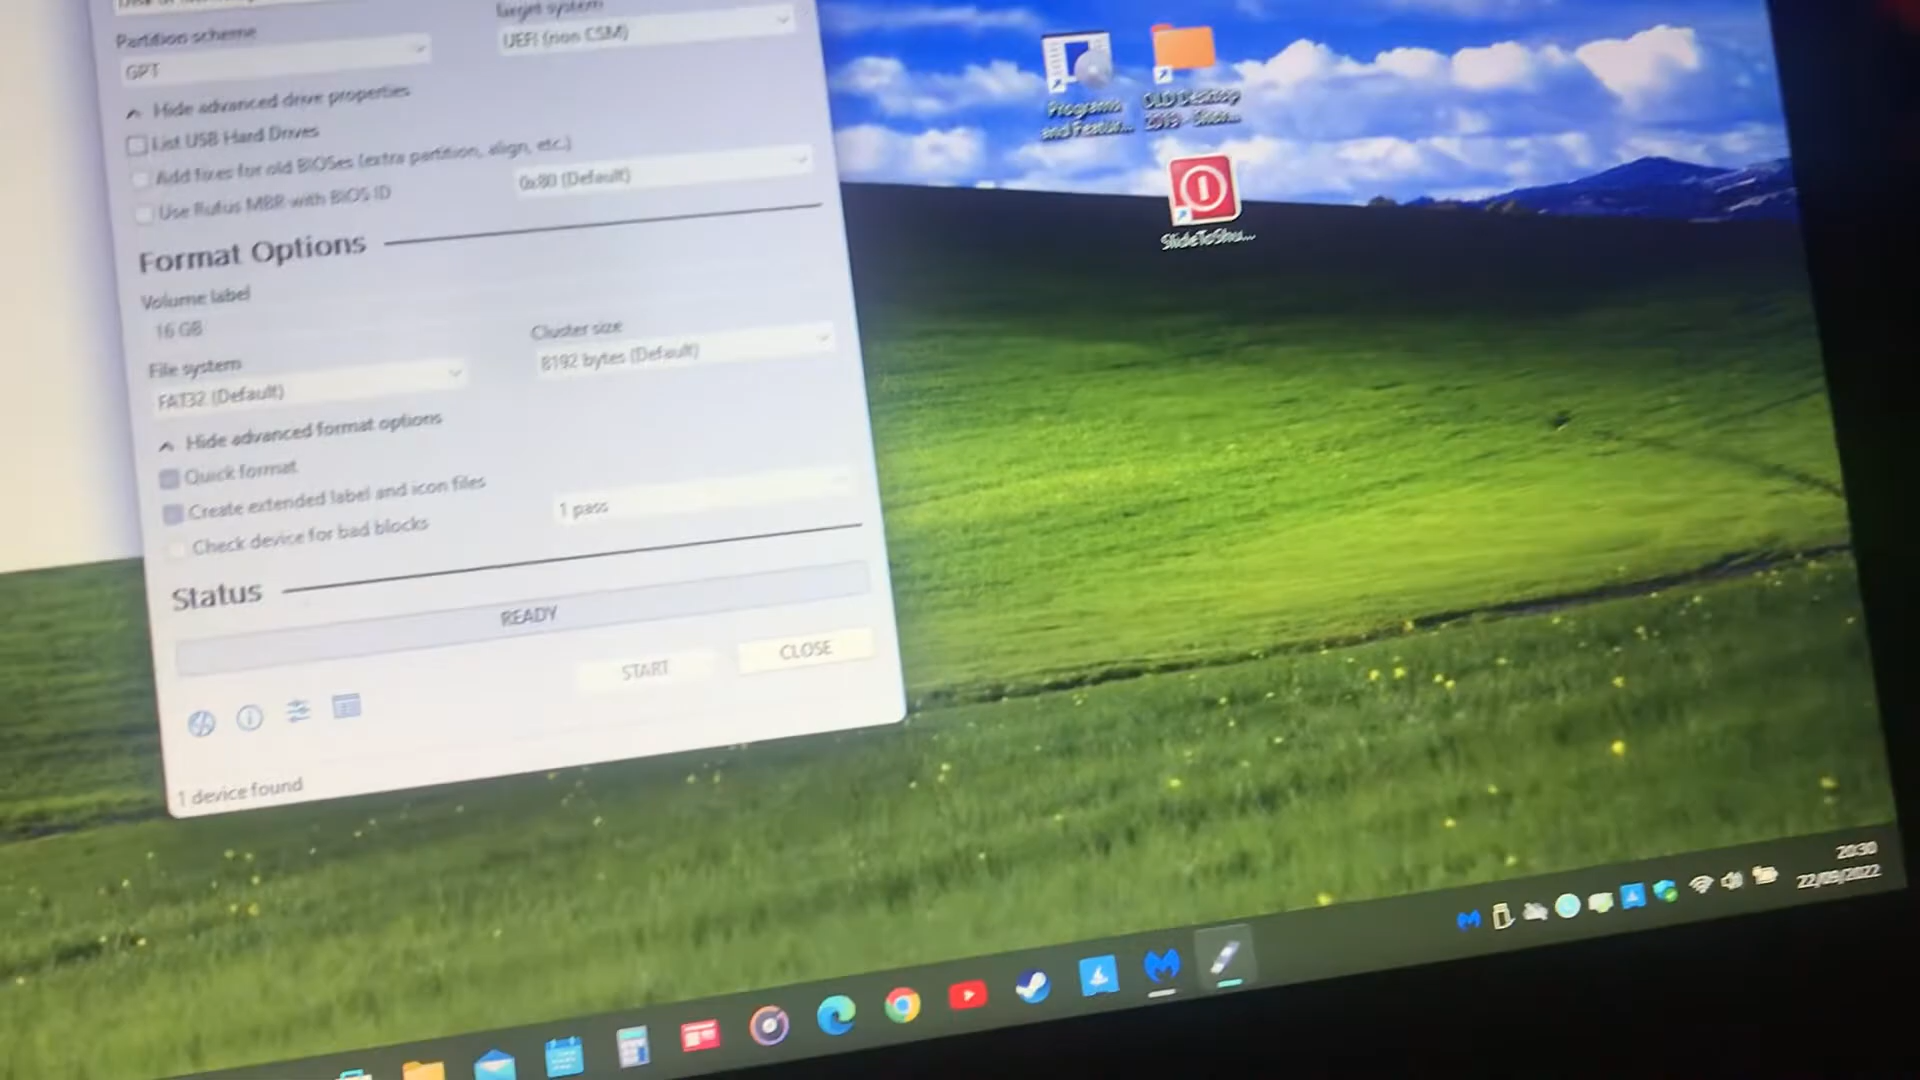 Partition scheme
Target system
GPT
UEFI (non CSM)
Hide advanced drive properties
List USB Hard Drives
Add fixes for old BIOSes (extra partition, align, etc.)
Use Rufus MBR with BIOS ID
0x80 (Default)
Format Options
Volume label
16 GB
File system
Cluster size
FAT32 (Default)
8192 bytes (Default)
Hide advanced format options
Quick format
Create extended label and icon files
Check device for bad blocks
1 pass
Status
READY
START
CLOSE
1 device found
Programs
and Featur...
OLD Desktop
SlideToShu...
20:30
22/09/2022